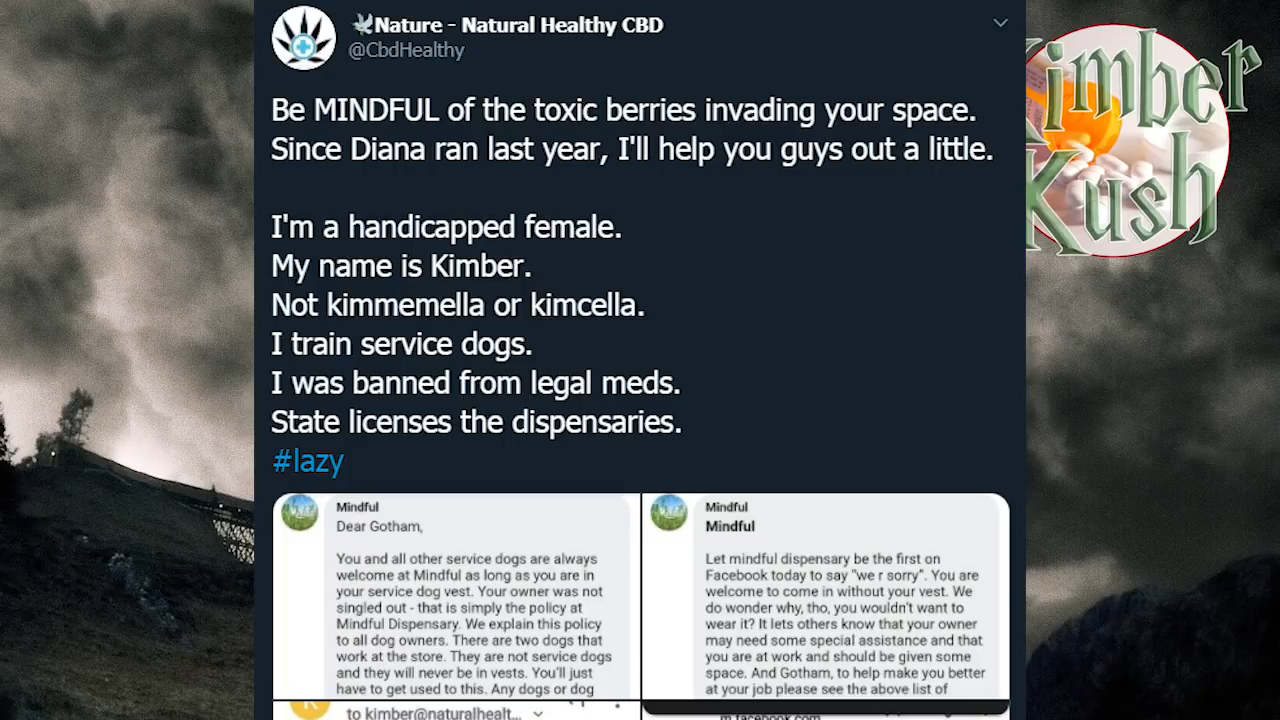 🕊Nature - Natural Healthy CBD
@CbdHealthy
Kimber
Kush
Be MINDFUL of the toxic berries invading your space.
Since Diana ran last year, I'll help you guys out a little.
I'm a handicapped female.
My name is Kimber.
Not kimmemella or kimcella.
I train service dogs.
I was banned from legal meds.
State licenses the dispensaries.
#lazy
Mindful
Dear Gotham,
You and all other service dogs are always
welcome at Mindful as long as you are in
your service dog vest. Your owner was not
singled out - that is simply the policy at
Mindful Dispensary. We explain this policy
to all dog owners. There are two dogs that
work at the store. They are not service dogs
and they will never be in vests. You'll just
have to get used to this. Any dogs or dog
Mindful
Mindful
Let mindful dispensary be the first on
Facebook today to say "we r sorry". You are
welcome to come in without your vest. We
do wonder why, tho, you wouldn't want to
wear it? It lets others know that your owner
may need some special assistance and that
you are at work and should be given some
space. And Gotham, to help make you better
at your job please see the above list of
to kimber@naturalhealt...
m.facebook.com